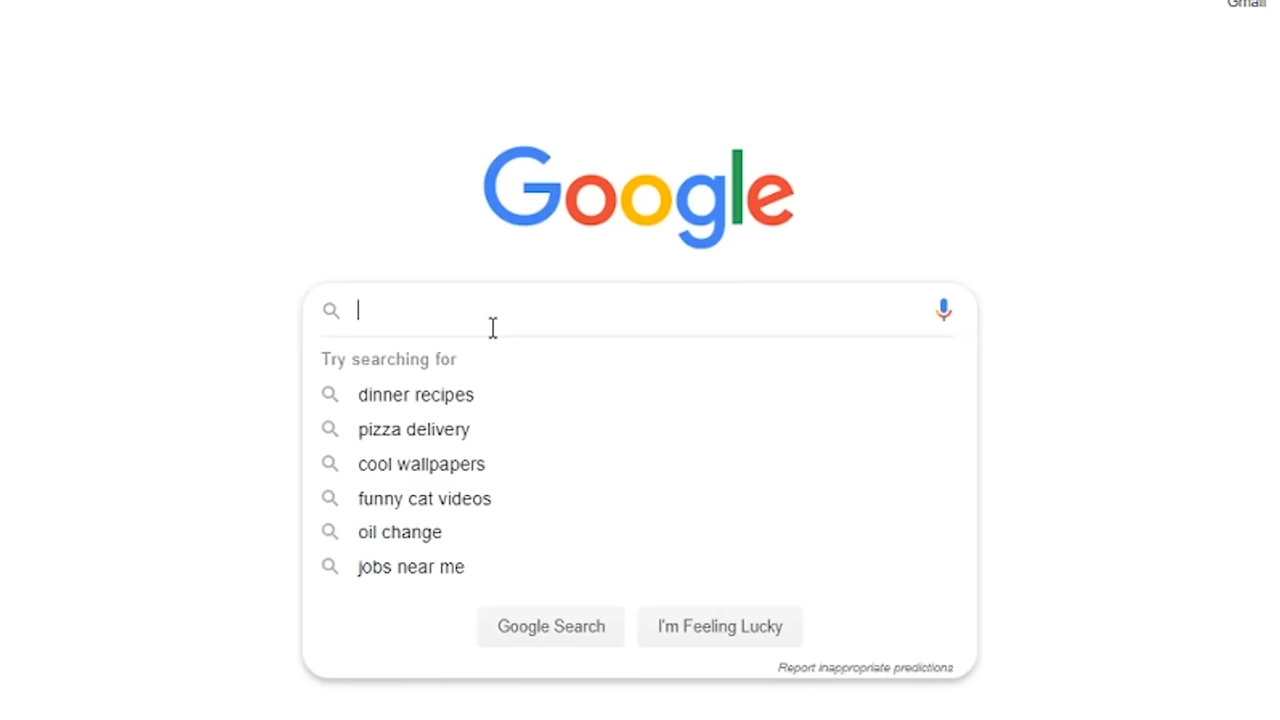 Gmail
Google
Try searching for
dinner recipes
pizza delivery
cool wallpapers
funny cat videos
oil change
jobs near me
Google Search
I'm Feeling Lucky
Report inappropriate predictions